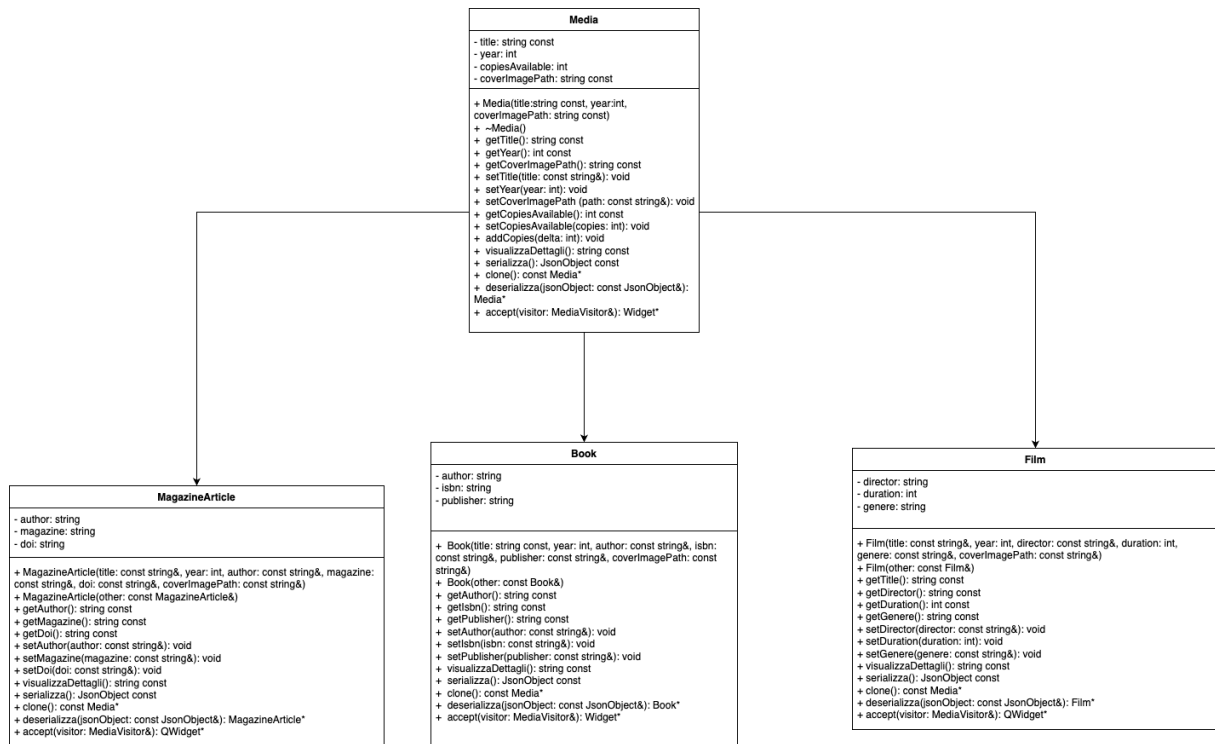 Media
- title: string const
- year: int
- copiesAvailable: int
- coverImagePath: string const
+ Media(title:string const, year:int,
coverImagePath: string const)
+ ~Media()
+ getTitle(): string const
+ getYear(): int const
+ getCoverImagePath(): string const
+ setTitle(title: const string&): void
+ setYear(year: int): void
+ setCoverImagePath (path: const string&): void
+ getCopiesAvailable(): int const
+ setCopiesAvailable(copies: int): void
+ addCopies(delta: int): void
+ visualizzaDettagli(): string const
+ serializa(): JsonObject const
+ clone(): const Media*
+ deserializza(jsonObject: const JsonObject&):
Media*
+ accept(visitor: MediaVisitor&): Widget*
MagazineArticle
- author: string
- magazine: string
- doi: string
+ MagazineArticle(title: const string&, year: int, author: const string&, magazine:
const string&, doi: const string&, coverImagePath: const string&)
+ MagazineArticle(other: const MagazineArticle&)
+ getAuthor(): string const
+ getMagazine(): string const
+ getDoi(): string const
+ setAuthor(author: const string&): void
+ setMagazine(magazine: const string&): void
+ setDoi(doi: const string&): void
+ visualizzaDettagli(): string const
+ serializa(): JsonObject const
+ clone(): const Media*
+ deserializza(jsonObject: const JsonObject&): MagazineArticle*
+ accept(visitor: MediaVisitor&): QWidget*
Book
- author: string
- isbn: string
- publisher: string
+ Book(title: string const, year: int, author: const string&, isbn:
const string&, publisher: const string&, coverImagePath: const
string&)
+ Book(other: const Book&)
+ getAuthor(): string const
+ getIsbn(): string const
+ getPublisher(): string const
+ setAuthor(author: const string&): void
+ setIsbn(isbn: const string&): void
+ setPublisher(publisher: const string&): void
+ visualizzaDettagli(): string const
+ serializa(): JsonObject const
+ clone(): const Media*
+ deserializza(jsonObject: const JsonObject&): Book*
+ accept(visitor: MediaVisitor&): Widget*
Film
- director: string
- duration: int
- genere: string
+ Film(title: const string&, year: int, director: const string&, duration: int,
genere: const string&, coverImagePath: const string&)
+ Film(other: const Film&)
+ getTitle(): string const
+ getDirector(): string const
+ getDuration(): int const
+ getGenere(): string const
+ setDirector(director: const string&): void
+ setDuration(duration: int): void
+ setGenere(genere: const string&): void
+ visualizzaDettagli(): string const
+ serializa(): JsonObject const
+ clone(): const Media*
+ deserializza(jsonObject: const JsonObject&): Film*
+ accept(visitor: MediaVisitor&): QWidget*